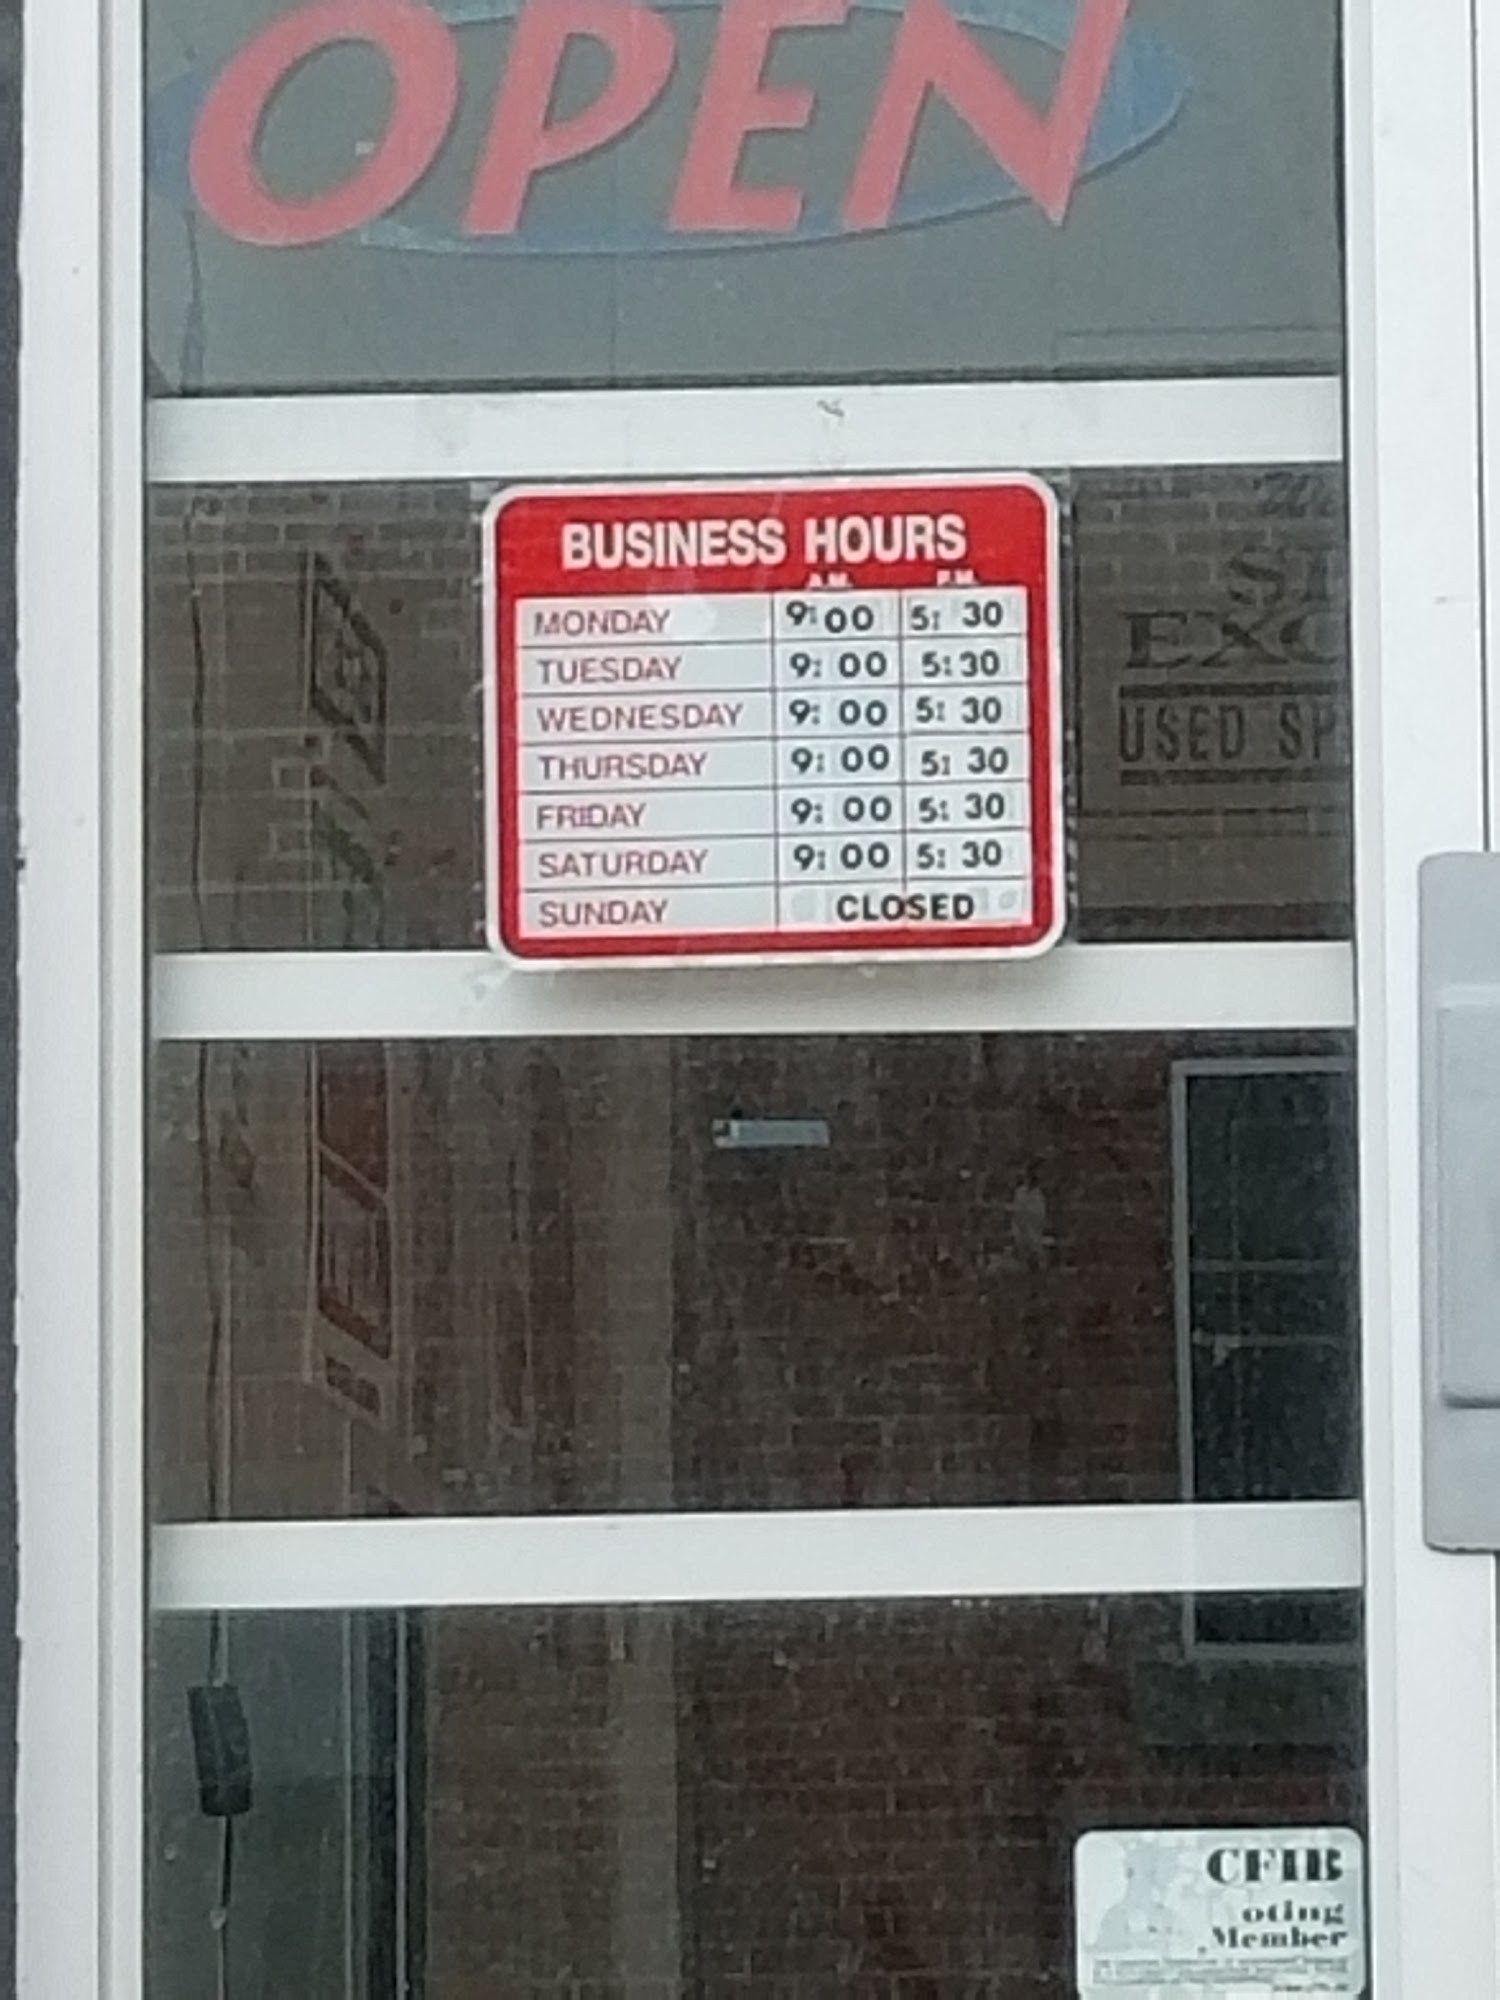 OPEN
BUSINESS HOURS
A.M. P.M.
MONDAY 9:00 5:30
TUESDAY 9:00 5:30
WEDNESDAY 9:00 5:30
THURSDAY 9:00 5:30
FRIDAY 9:00 5:30
SATURDAY 9:00 5:30
SUNDAY CLOSED
EXC
USED SP
CFIB
oting
Member